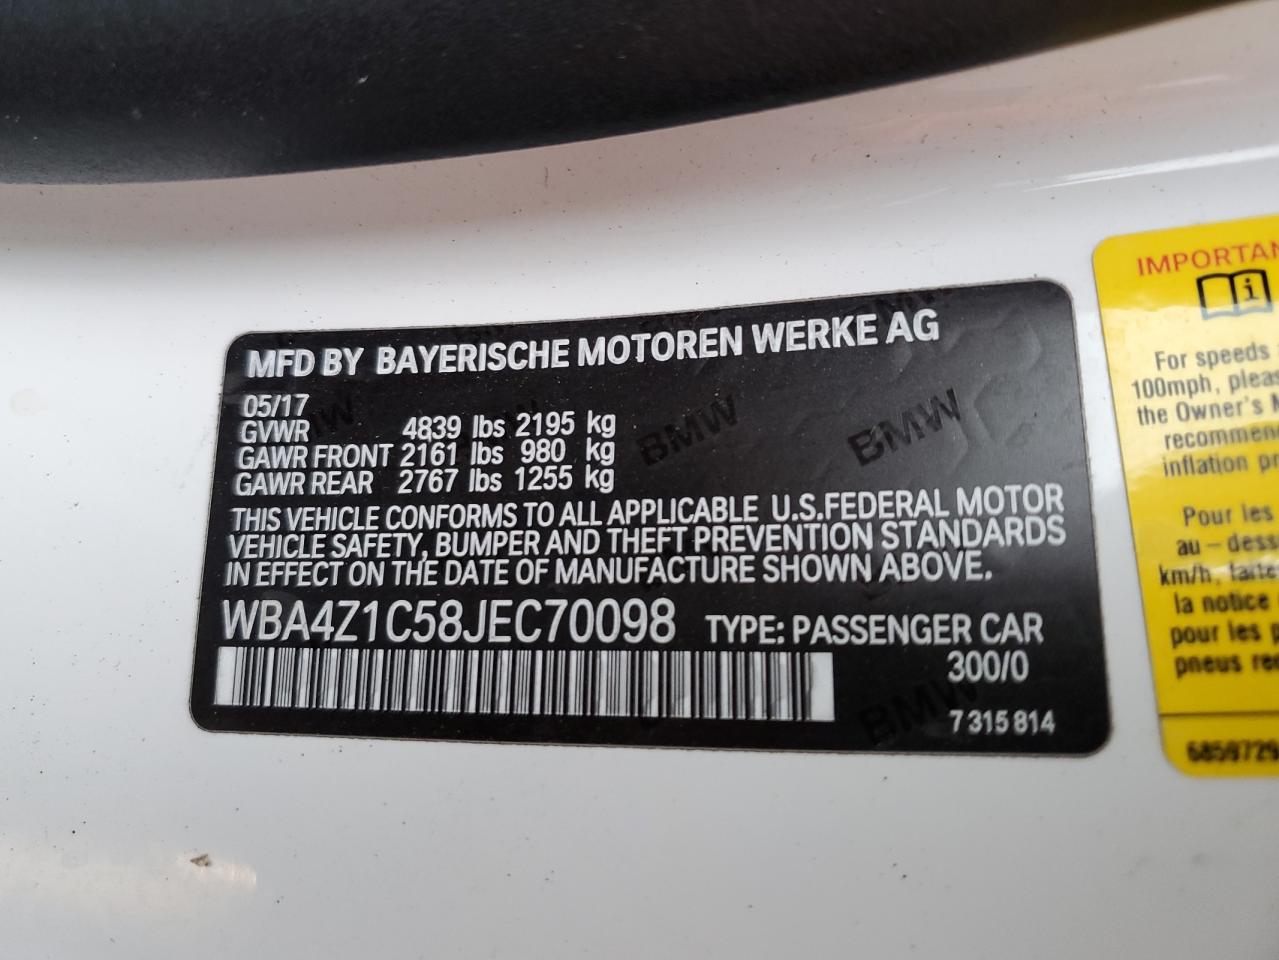 MFD BY BAYERISCHE MOTOREN WERKE AG
05/17
GVWR 4839 lbs 2195 kg
GAWR FRONT 2161 lbs 980 kg
GAWR REAR 2767 lbs 1255 kg
THIS VEHICLE CONFORMS TO ALL APPLICABLE U.S.FEDERAL MOTOR
VEHICLE SAFETY, BUMPER AND THEFT PREVENTION STANDARDS
IN EFFECT ON THE DATE OF MANUFACTURE SHOWN ABOVE.
WBA4Z1C58JEC70098 TYPE: PASSENGER CAR
300/0
7 315 814
BMW
BMW
BMW
BMW
IMPORTAN
For speeds
100mph, pleas
the Owner's M
recommen
inflation pr
Pour les
au – dess
km/h, faite
la notice
pour les p
pneus re
6859729